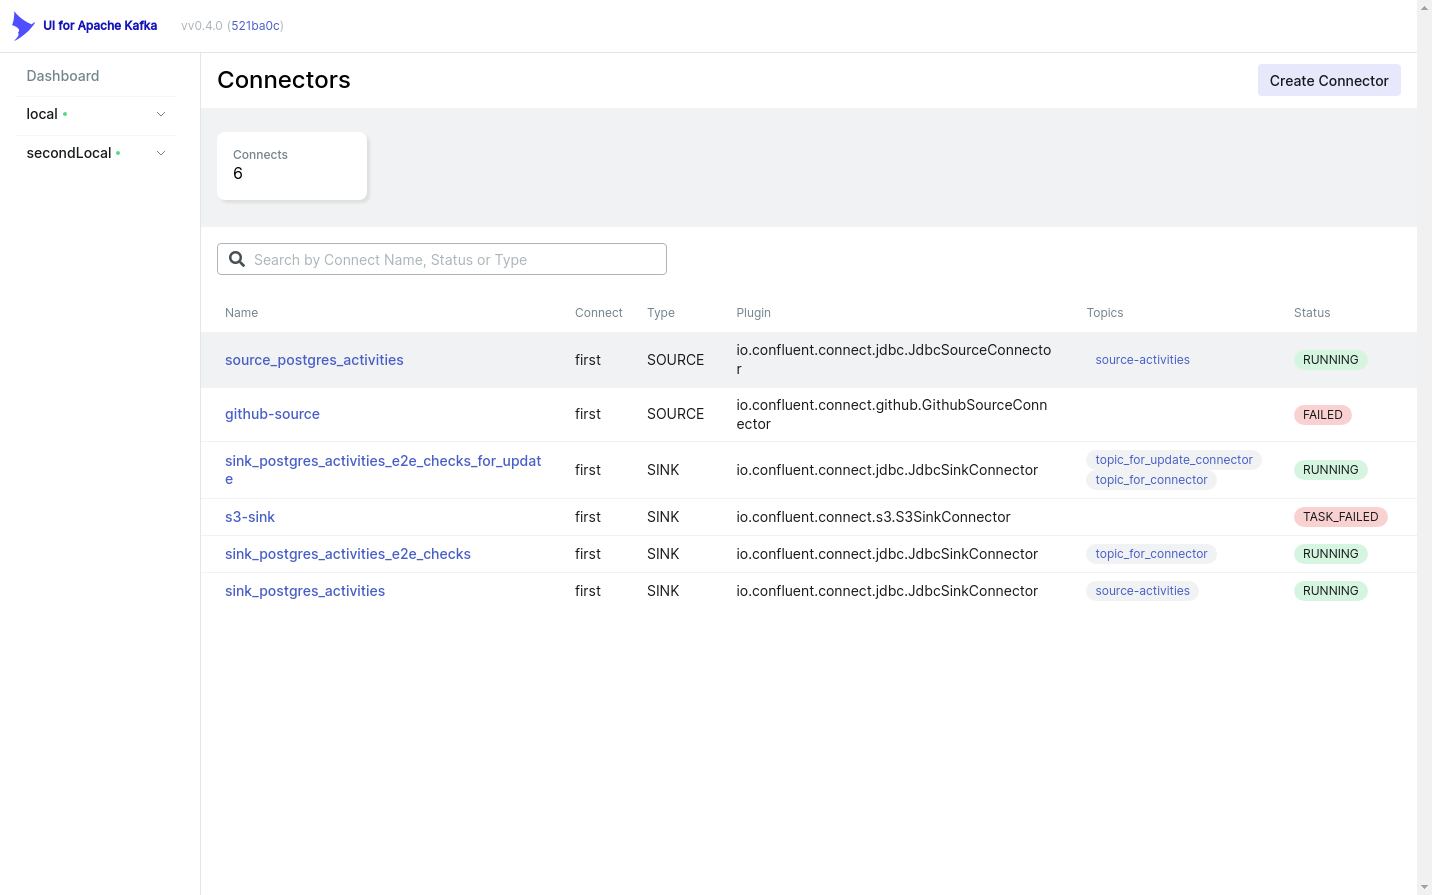 UI for Apache Kafka vv0.4.0 (521ba0c)
Dashboard
local
secondLocal
Connectors
Create Connector
Connects
6
Search by Connect Name, Status or Type
Name Connect Type Plugin Topics Status
source_postgres_activities first SOURCE io.confluent.connect.jdbc.JdbcSourceConnecto
r source-activities RUNNING
github-source first SOURCE io.confluent.connect.github.GithubSourceConn
ector FAILED
sink_postgres_activities_e2e_checks_for_updat
e first SINK io.confluent.connect.jdbc.JdbcSinkConnector topic_for_update_connector
topic_for_connector RUNNING
s3-sink first SINK io.confluent.connect.s3.S3SinkConnector TASK_FAILED
sink_postgres_activities_e2e_checks first SINK io.confluent.connect.jdbc.JdbcSinkConnector topic_for_connector RUNNING
sink_postgres_activities first SINK io.confluent.connect.jdbc.JdbcSinkConnector source-activities RUNNING